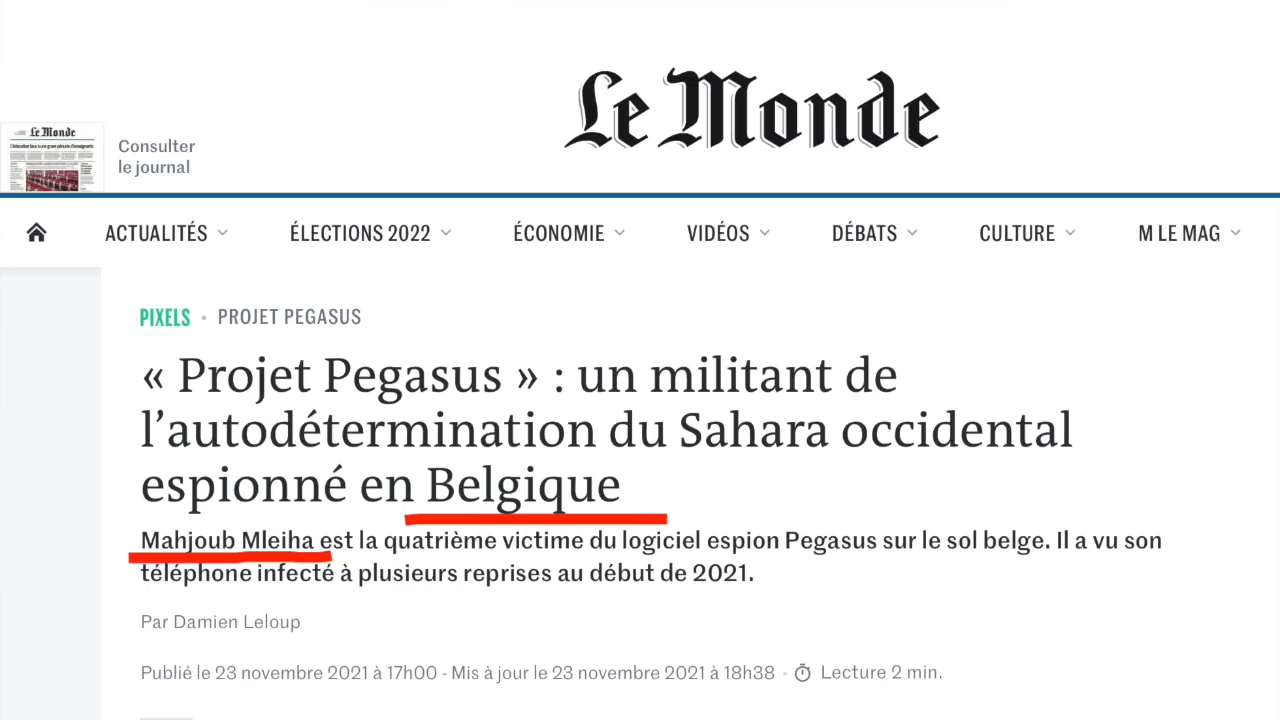 Le Monde
Le Monde
Consulter
le journal
ACTUALITÉS
ÉLECTIONS 2022
ÉCONOMIE
VIDÉOS
DÉBATS
CULTURE
M LE MAG
PIXELS • PROJET PEGASUS
« Projet Pegasus » : un militant de
l’autodétermination du Sahara occidental
espionné en Belgique
Mahjoub Mleiha est la quatrième victime du logiciel espion Pegasus sur le sol belge. Il a vu son
téléphone infecté à plusieurs reprises au début de 2021.
Par Damien Leloup
Publié le 23 novembre 2021 à 17h00 - Mis à jour le 23 novembre 2021 à 18h38 • Lecture 2 min.